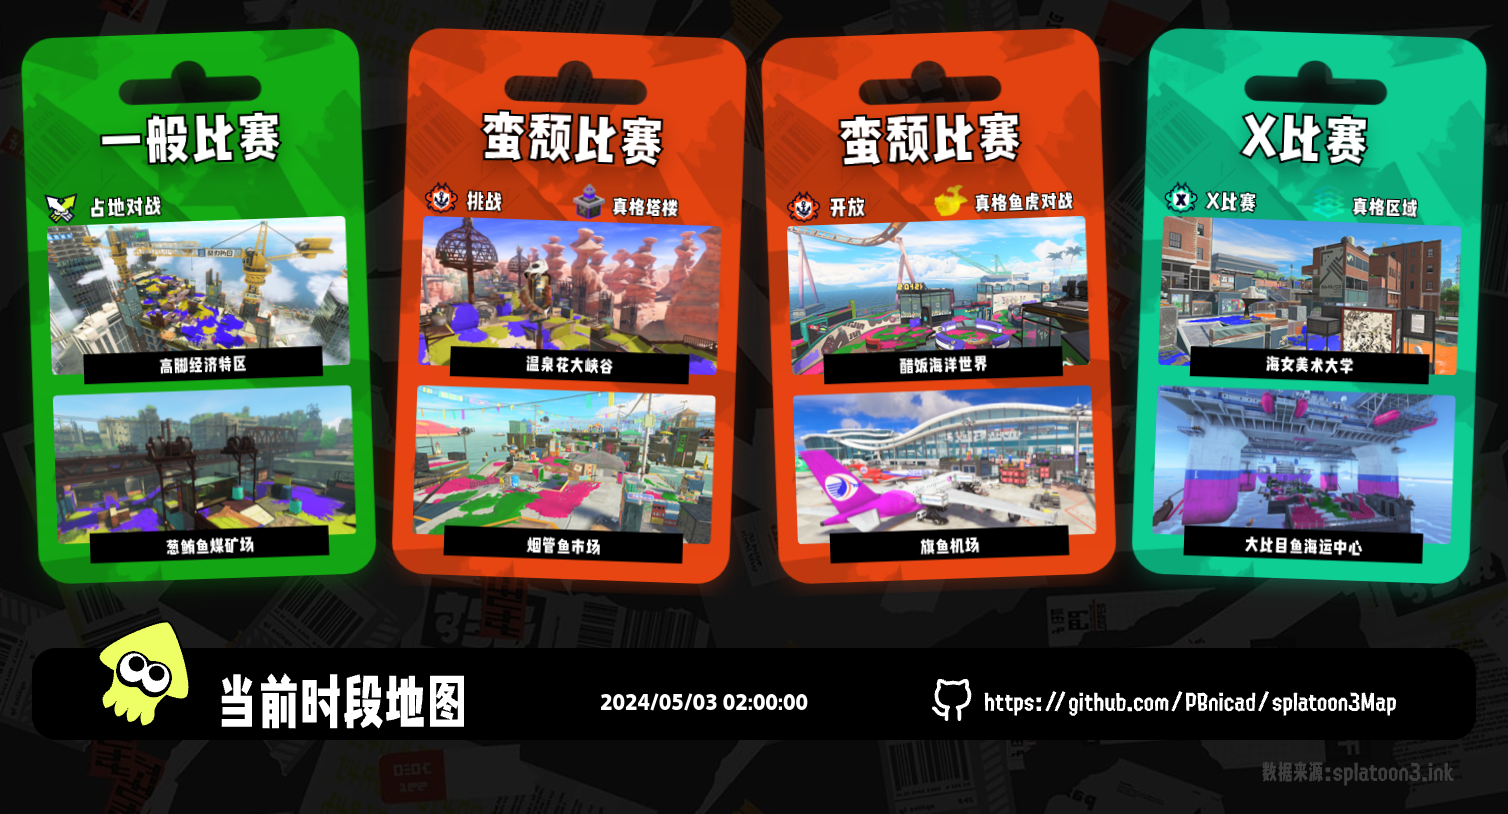 一般比赛
占地对战
高脚经济特区
葱鲔鱼煤矿场
蛮颓比赛
挑战
真格塔楼
温泉花大峡谷
烟管鱼市场
蛮颓比赛
开放
真格鱼虎对战
醋饭海洋世界
旗鱼机场
X比赛
X比赛
真格区域
海女美术大学
大比目鱼海运中心
当前时段地图
2024/05/03 02:00:00
https://github.com/PBnicad/splatoon3Map
数据来源:splatoon3.ink